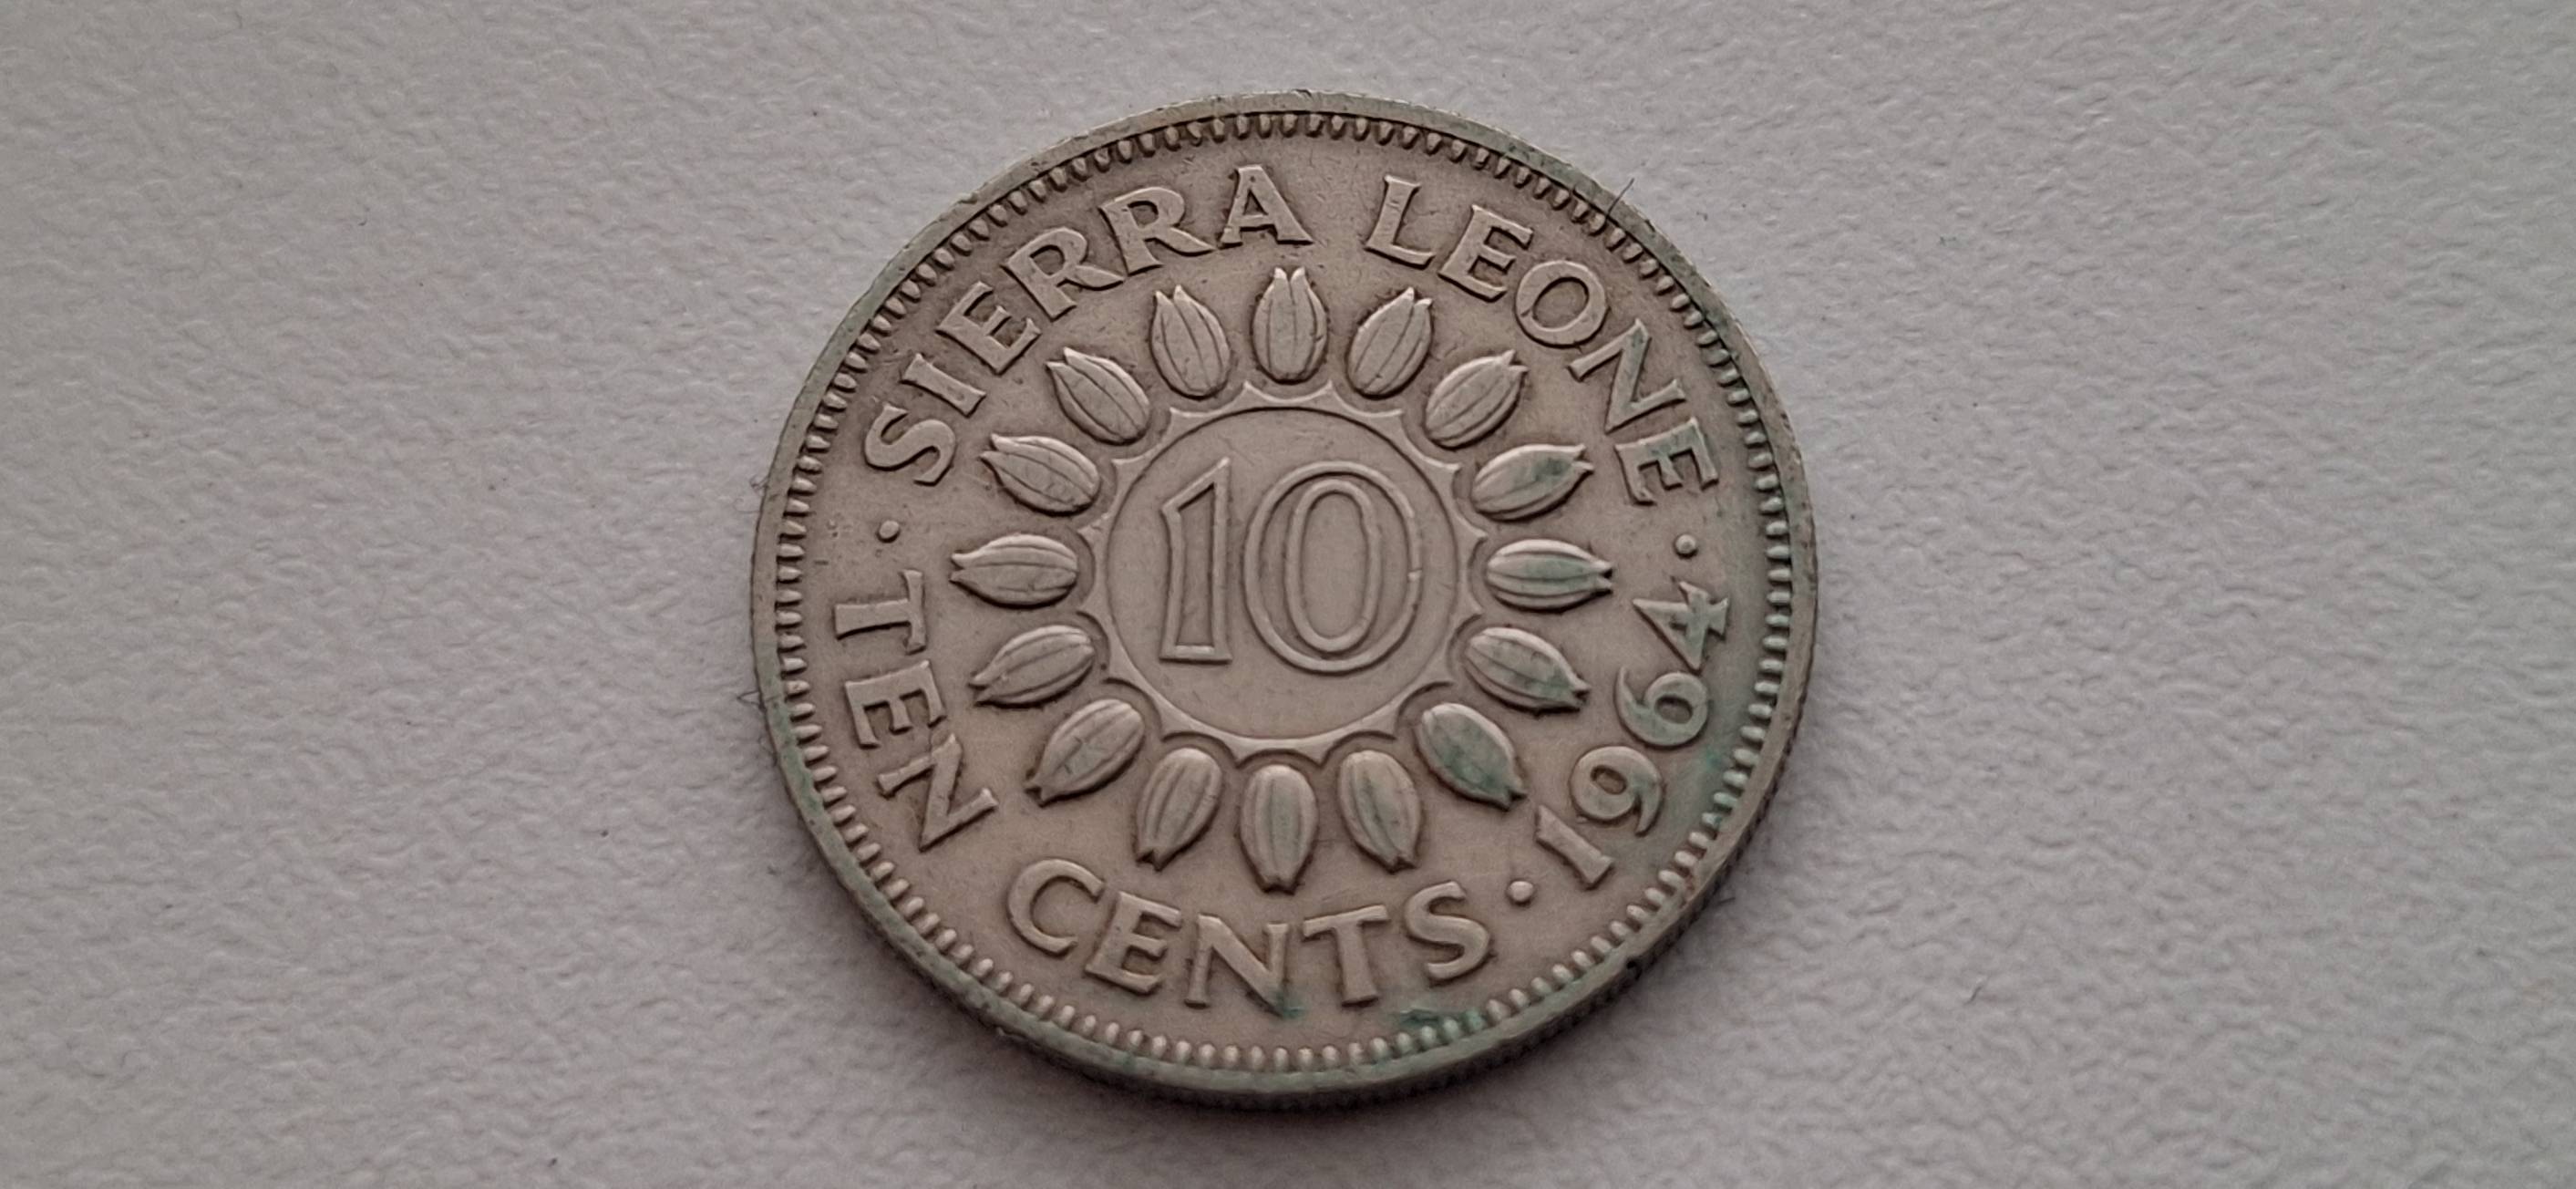 SIERRA LEONE · 1964 · TEN CENTS ·
10